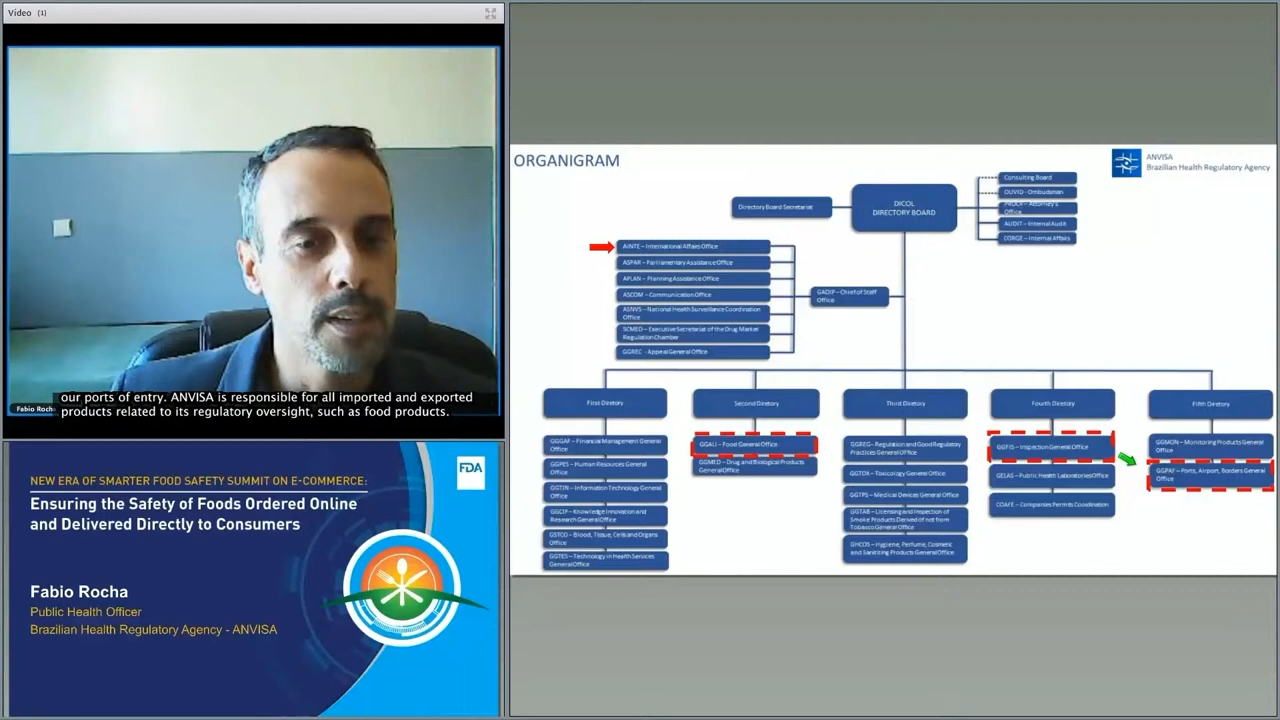 Vídeo (1)
Fabio Roch
our ports of entry. ANVISA is responsible for all imported and exported
products related to its regulatory oversight, such as food products.
NEW ERA OF SMARTER FOOD SAFETY SUMMIT ON E-COMMERCE:
Ensuring the Safety of Foods Ordered Online
and Delivered Directly to Consumers
FDA
Fabio Rocha
Public Health Officer
Brazilian Health Regulatory Agency - ANVISA
ORGANIGRAM
ANVISA
Brazilian Health Regulatory Agency
Directory Board Secretariat
DICOL
DIRECTORY BOARD
Consulting Board
OUVID - Ombudsman
Attorney's
Office
AUDIT - Internal Audit
CORGE - Internal Affairs
AINTE - International Affairs Office
ASPAR - Parliamentary Assistance Office
APLAN - Planning Assistance Office
ASCOM - Communication Office
ASNVS - National Health Surveillance Coordination
Office
SCMED - Executive Secretariat of the Drug Market
Regulation Chamber
GGREC - Appeal General Office
GADIP - Chief of Staff
Office
First Diretory
GGGAF - Financial Management General
Office
GGPES - Human Resources General
Office
GGTIN - Information Technology General
Office
GGCIP - Knowledge Innovation and
Research General Office
GSTCO - Blood, Tissue, Cells and Organs
Office
GGTES - Technology in Health Services
General Office
Second Diretory
GGALI - Food General Office
GGMED - Drug and Biological Products
General Office
Third Diretory
GGREG - Regulation and Good Regulatory
Practices General Office
GGTOX - Toxicology General Office
GGTPS - Medical Devices General Office
GGTAB - Licensing and Inspection of
Smoke Products Derived of not from
Tobacco General Office
GHCOS - Hygiene, Perfume, Cosmetic
and Sanitizing Products General Office
Fourth Diretory
GGFIS - Inspection General Office
GELAS - Public Health Laboratories Office
COAFE - Companies Permits Coordination
Fifth Diretory
GGMON - Monitoring Products General
Office
GGPAF - Ports, Airport, Borders General
Office